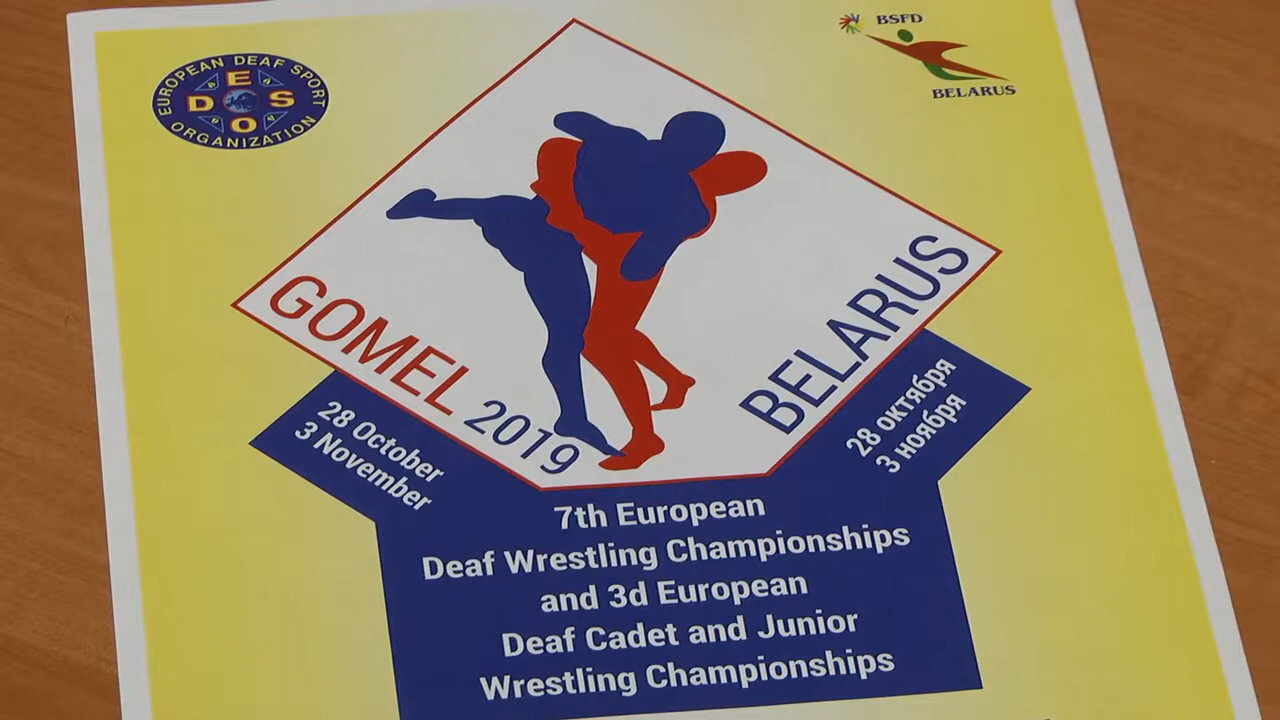 EUROPEAN DEAF SPORT
E
D S
O
ORGANIZATION
BSFD
BELARUS
GOMEL 2019
BELARUS
28 October
3 November
28 октября
3 ноября
7th European
Deaf Wrestling Championships
and 3d European
Deaf Cadet and Junior
Wrestling Championships